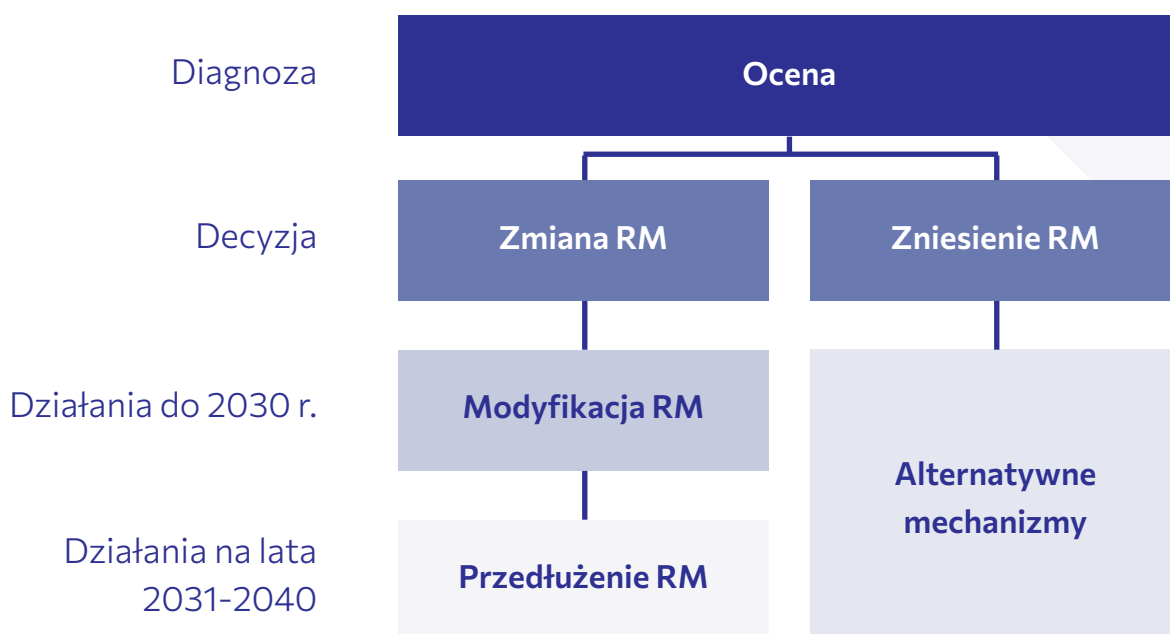 Diagnoza
Ocena
Decyzja
Zmiana RM
Zniesienie RM
Działania do 2030 r.
Modyfikacja RM
Alternatywne
mechanizmy
Działania na lata
2031-2040
Przedłużenie RM